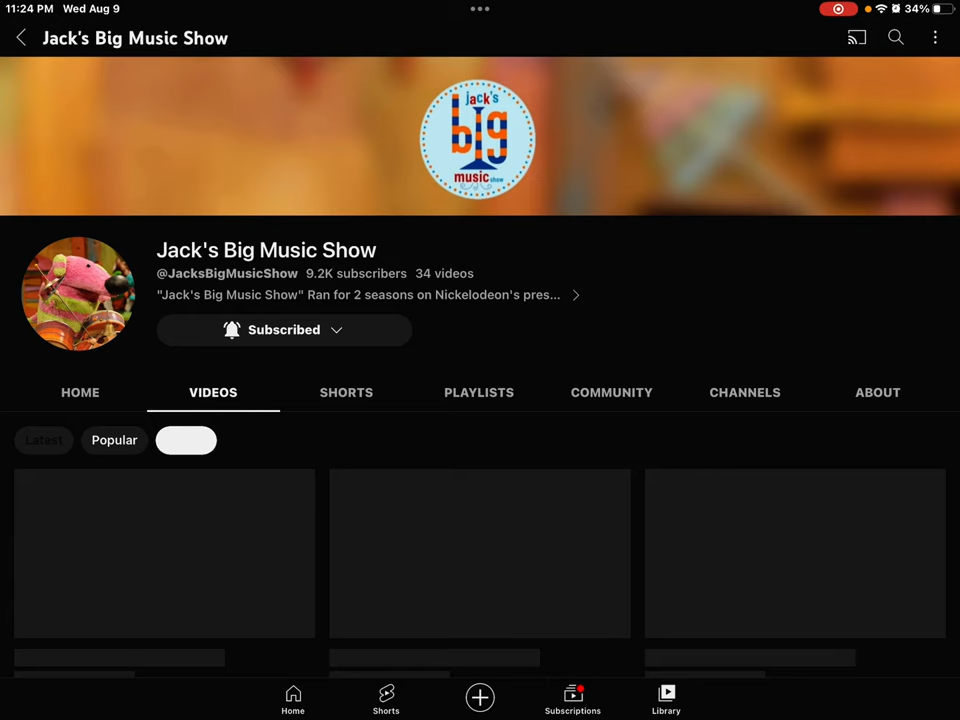 11:24 PM Wed Aug 9
34%
Jack's Big Music Show
jack's
big
music show
Jack's Big Music Show
@JacksBigMusicShow 9.2K subscribers 34 videos
"Jack's Big Music Show" Ran for 2 seasons on Nickelodeon's pres...
Subscribed
HOME VIDEOS SHORTS PLAYLISTS COMMUNITY CHANNELS ABOUT
Latest Popular
Home Shorts Subscriptions Library